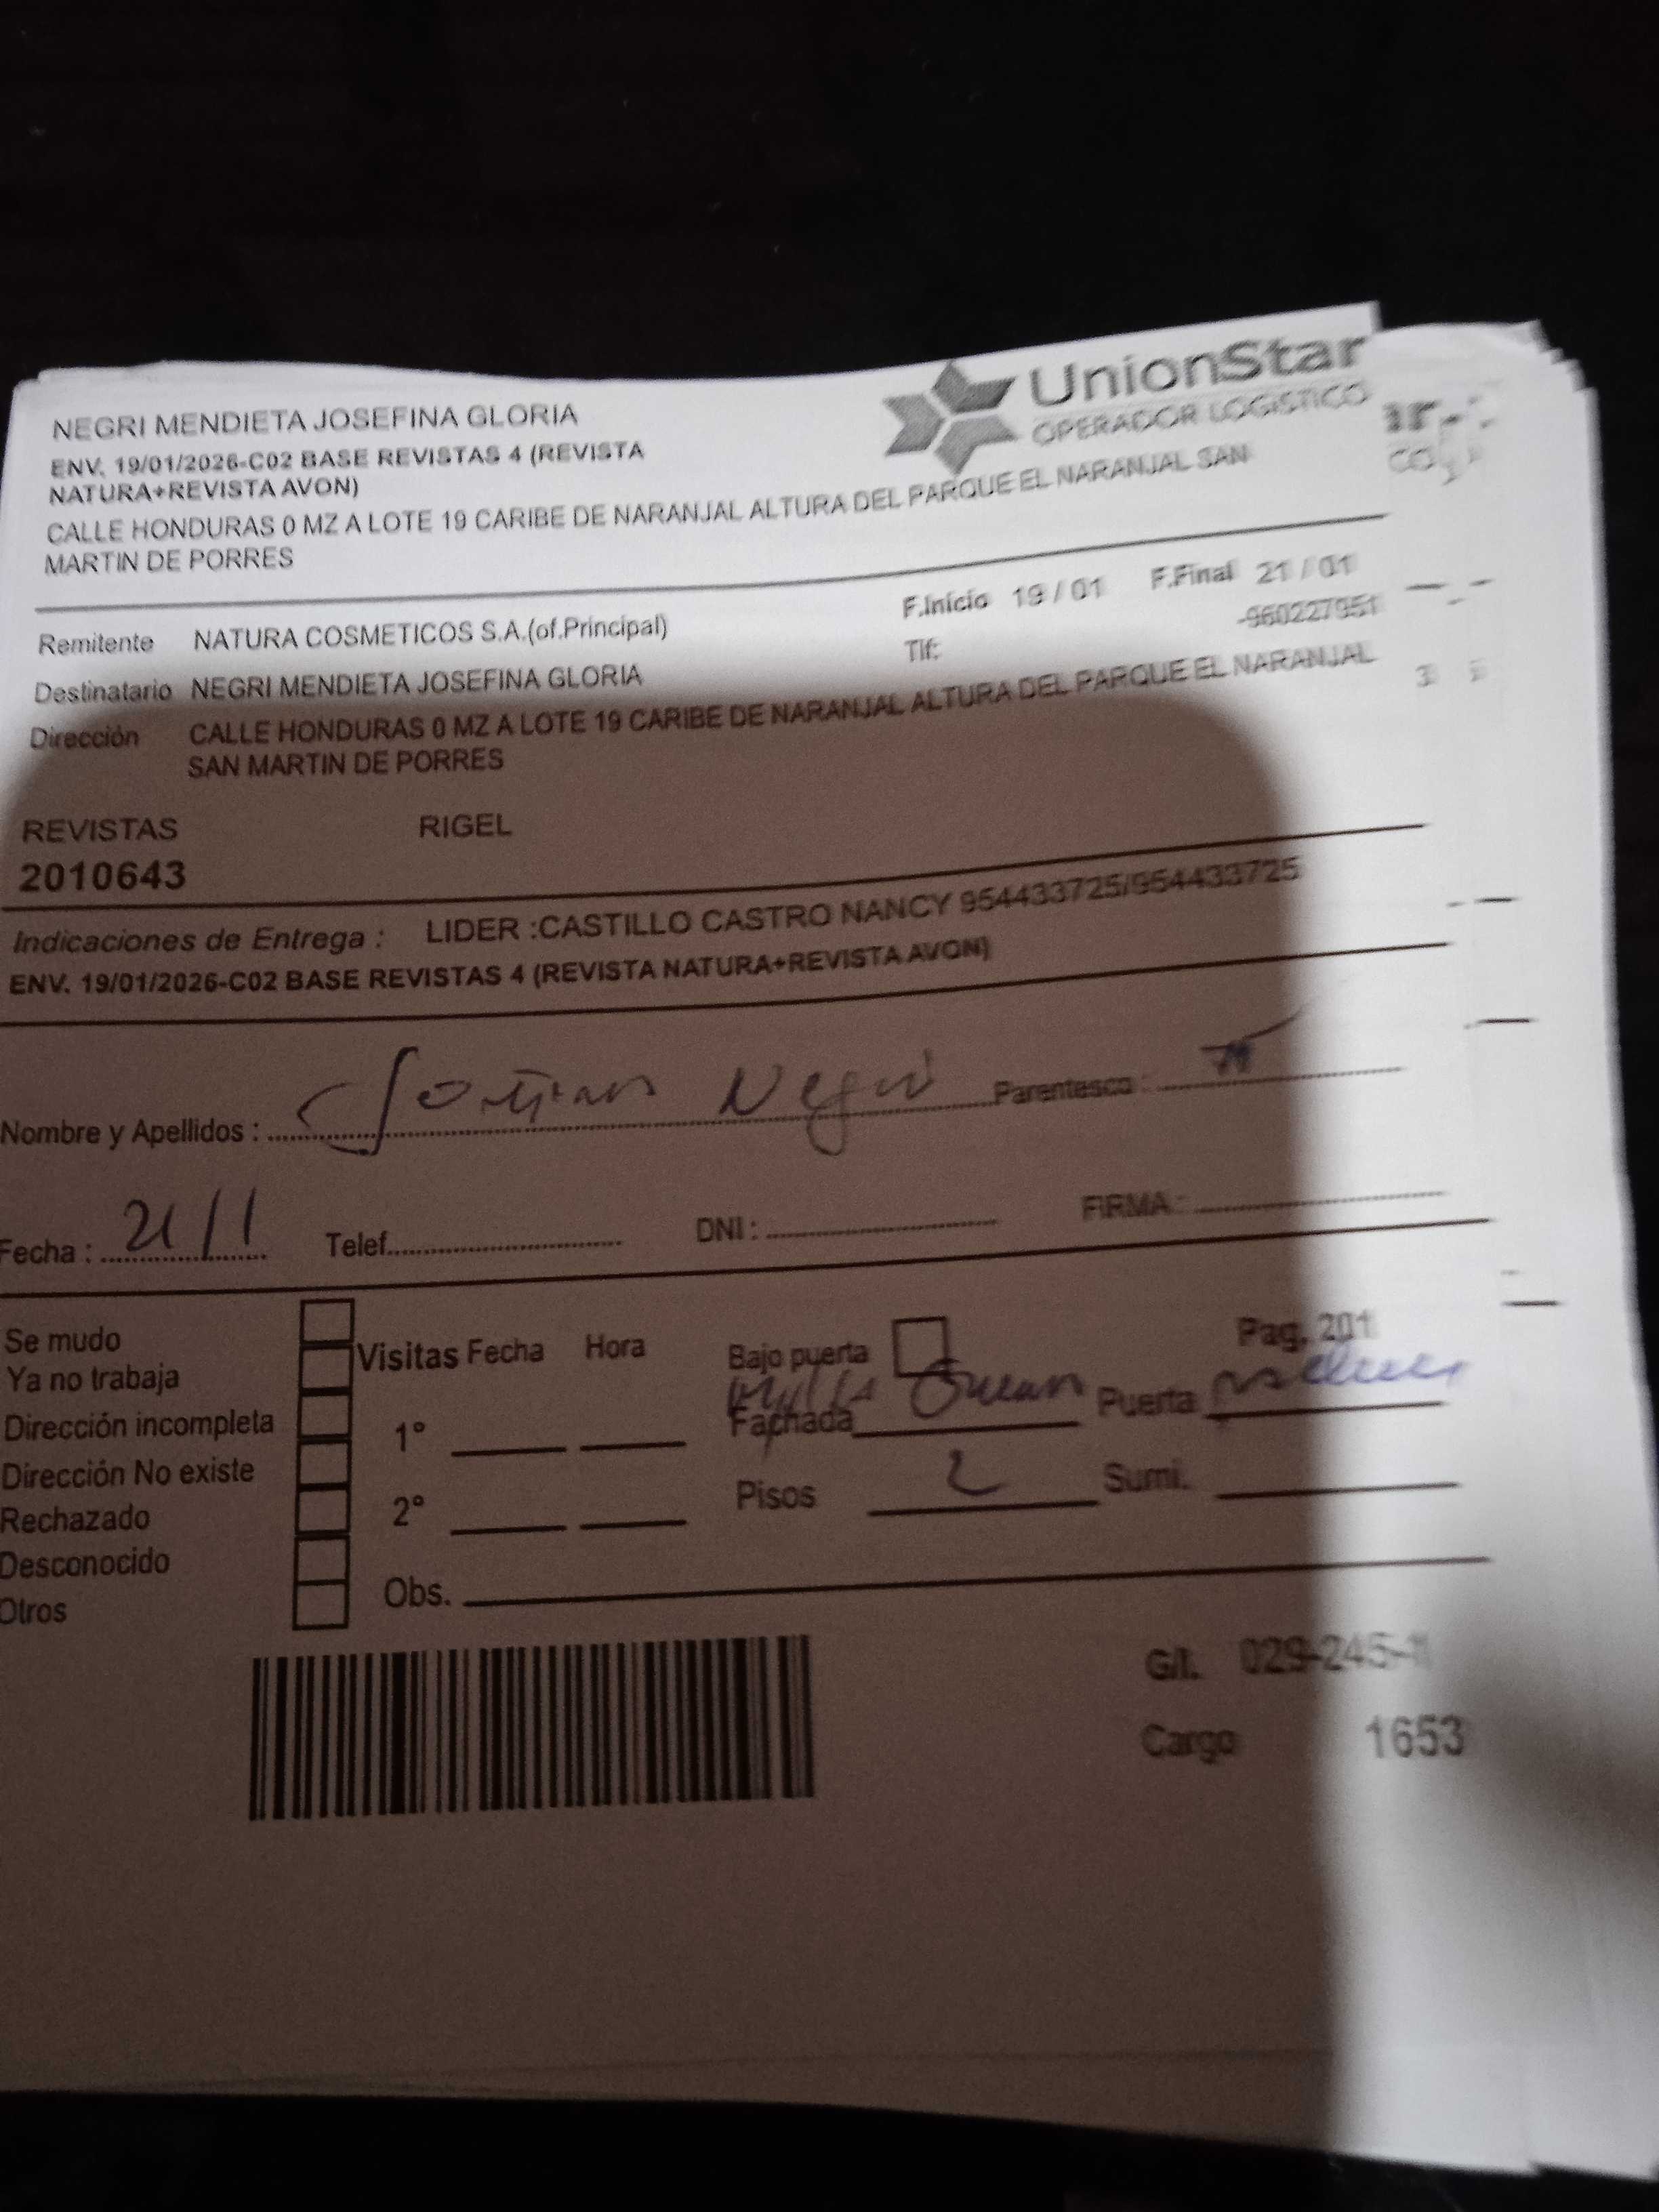 UnionStar
OPERADOR LOGISTICO
NEGRI MENDIETA JOSEFINA GLORIA
ENV. 19/01/2026-C02 BASE REVISTAS 4 (REVISTA
NATURA+REVISTA AVON)
CALLE HONDURAS 0 MZ A LOTE 19 CARIBE DE NARANJAL ALTURA DEL PARQUE EL NARANJAL SAN
MARTIN DE PORRES
F.Inicio 19 / 01 F.Final 21 / 01
Remitente NATURA COSMETICOS S.A.(of.Principal) Tlf: -960227951
Destinatario NEGRI MENDIETA JOSEFINA GLORIA
Dirección CALLE HONDURAS 0 MZ A LOTE 19 CARIBE DE NARANJAL ALTURA DEL PARQUE EL NARANJAL
SAN MARTIN DE PORRES
REVISTAS RIGEL
2010643
Indicaciones de Entrega : LIDER :CASTILLO CASTRO NANCY 954433725/954433725
ENV. 19/01/2026-C02 BASE REVISTAS 4 (REVISTA NATURA+REVISTA AVON)
Nombre y Apellidos : Negri Parentesco :
Fecha : 21/1 Telef. DNI : FIRMA :
Se mudo
Ya no trabaja
Dirección incompleta
Dirección No existe
Rechazado
Desconocido
Otros
Visitas Fecha Hora
1°
2°
Obs.
Bajo puerta Pag. 201
Fachada Puerta
Pisos 2 Sumi.
G/I. 029-245-1
Cargo 1653